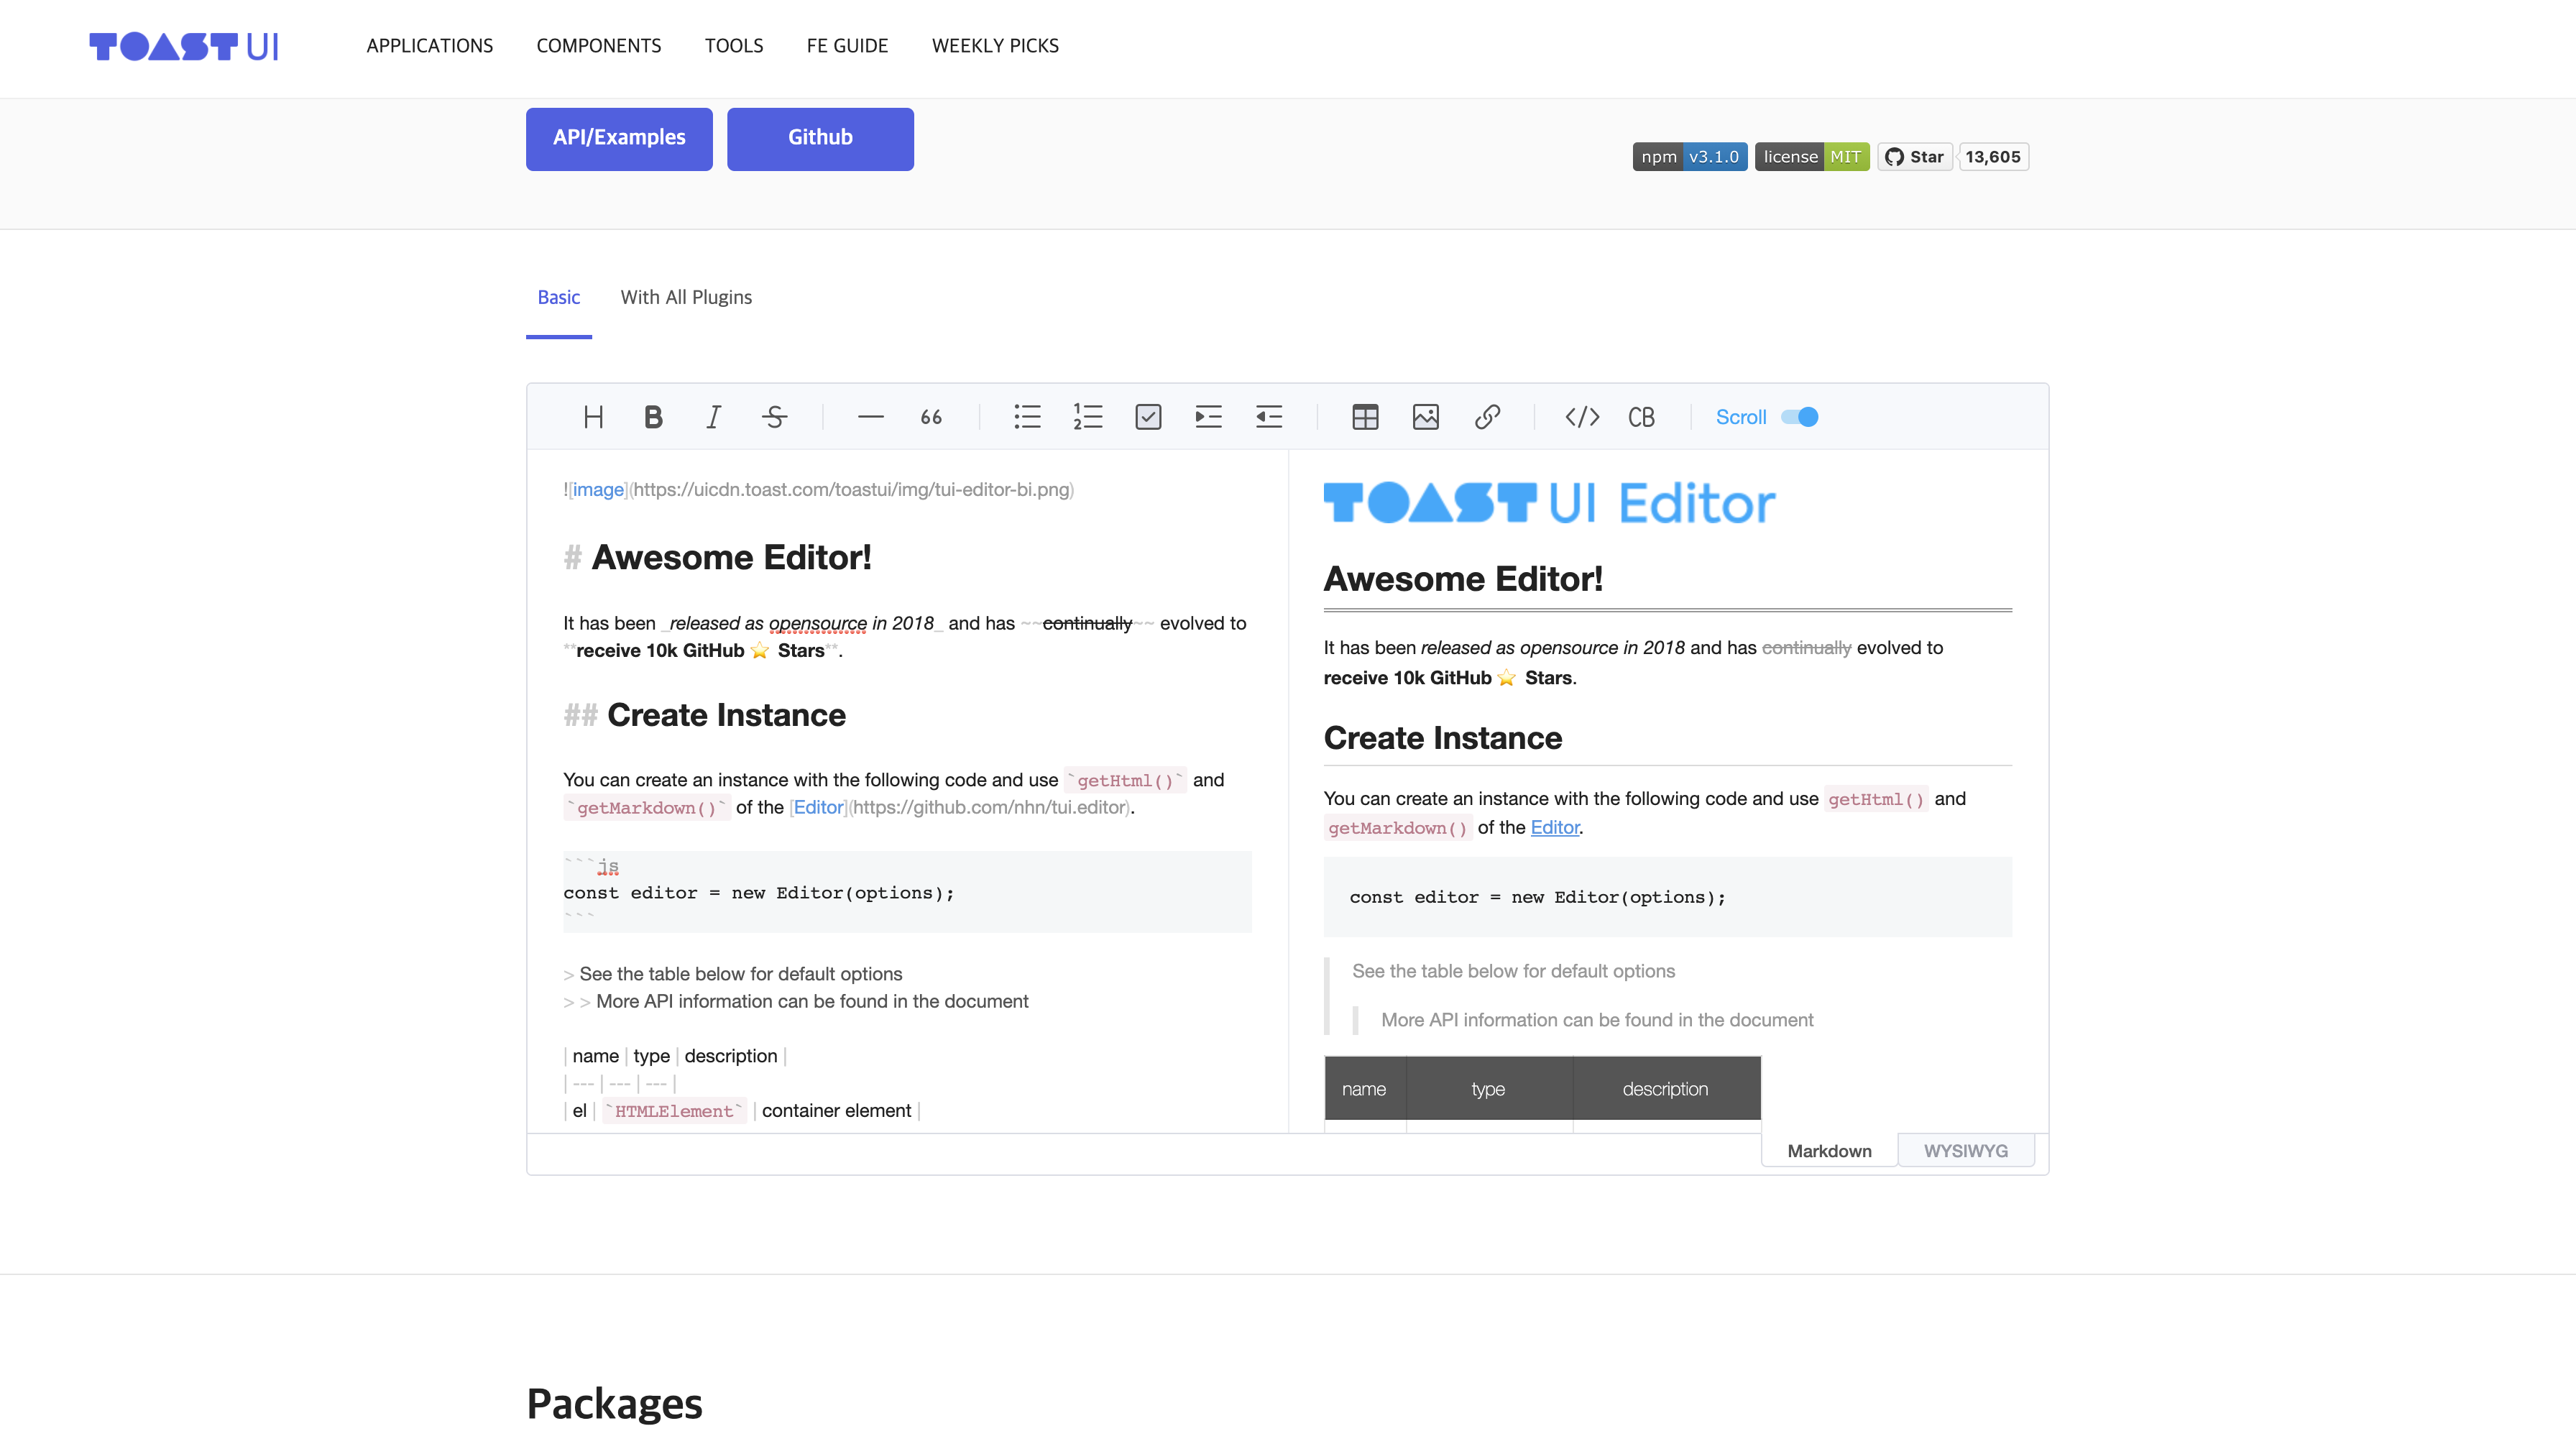 TOAST UI
APPLICATIONS COMPONENTS TOOLS FE GUIDE WEEKLY PICKS
API/Examples Github
npm v3.1.0 license MIT Star 13,605
Basic With All Plugins
H B I S 66 </> CB Scroll
![image](https://uicdn.toast.com/toastui/img/tui-editor-bi.png)
# Awesome Editor!
It has been _released as opensource in 2018_ and has ~~continually~~ evolved to
**receive 10k GitHub ⭐ Stars**.
## Create Instance
You can create an instance with the following code and use `getHtml()` and
`getMarkdown()` of the [Editor](https://github.com/nhn/tui.editor).
```js
const editor = new Editor(options);
```
> See the table below for default options
> > More API information can be found in the document
| name | type | description |
| --- | --- | --- |
| el | `HTMLElement` | container element |
TOAST UI Editor
Awesome Editor!
It has been released as opensource in 2018 and has continually evolved to
receive 10k GitHub ⭐ Stars.
Create Instance
You can create an instance with the following code and use getHtml() and
getMarkdown() of the Editor.
const editor = new Editor(options);
See the table below for default options
More API information can be found in the document
name type description
Markdown WYSIWYG
Packages